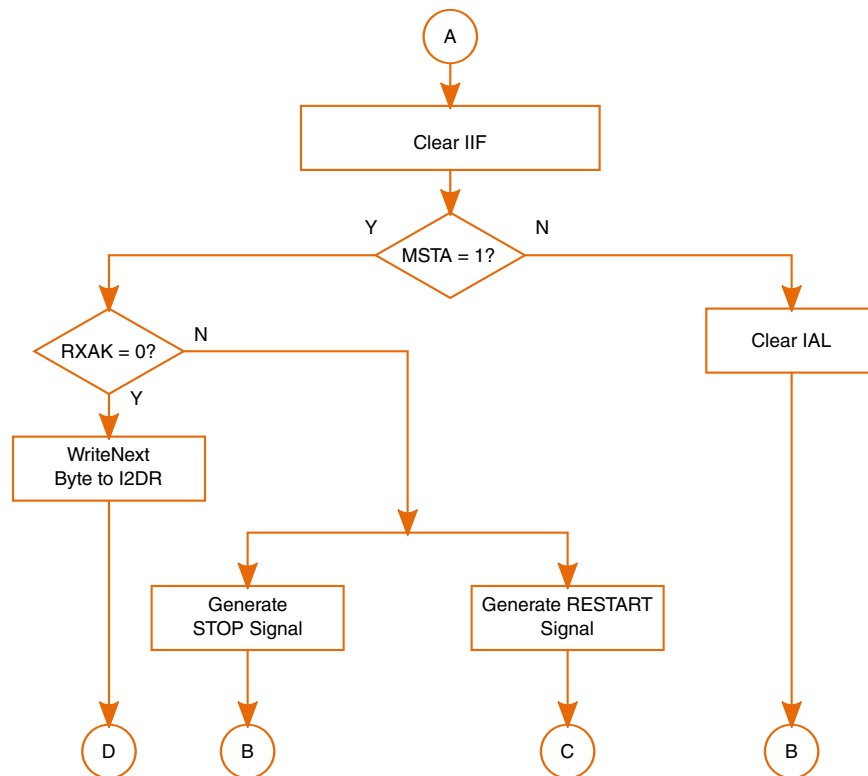 A
Clear IIF
Y
N
MSTA = 1?
RXAK = 0?
N
Clear IAL
Y
WriteNext
Byte to I2DR
Generate
STOP Signal
Generate RESTART
Signal
D
B
C
B